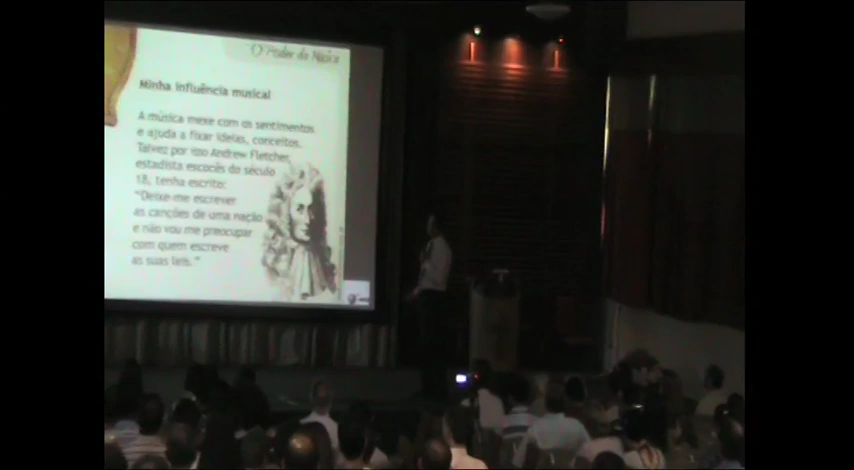 O Poder da Música
Minha influência musical
A música mexe com os sentimentos
e ajuda a fixar ideias, conceitos.
Talvez por isso Andrew Fletcher,
estadista escocês do século
18, tenha escrito:
“Deixe-me escrever
as canções de uma nação
e não vou me preocupar
com quem escreve
as suas leis.”